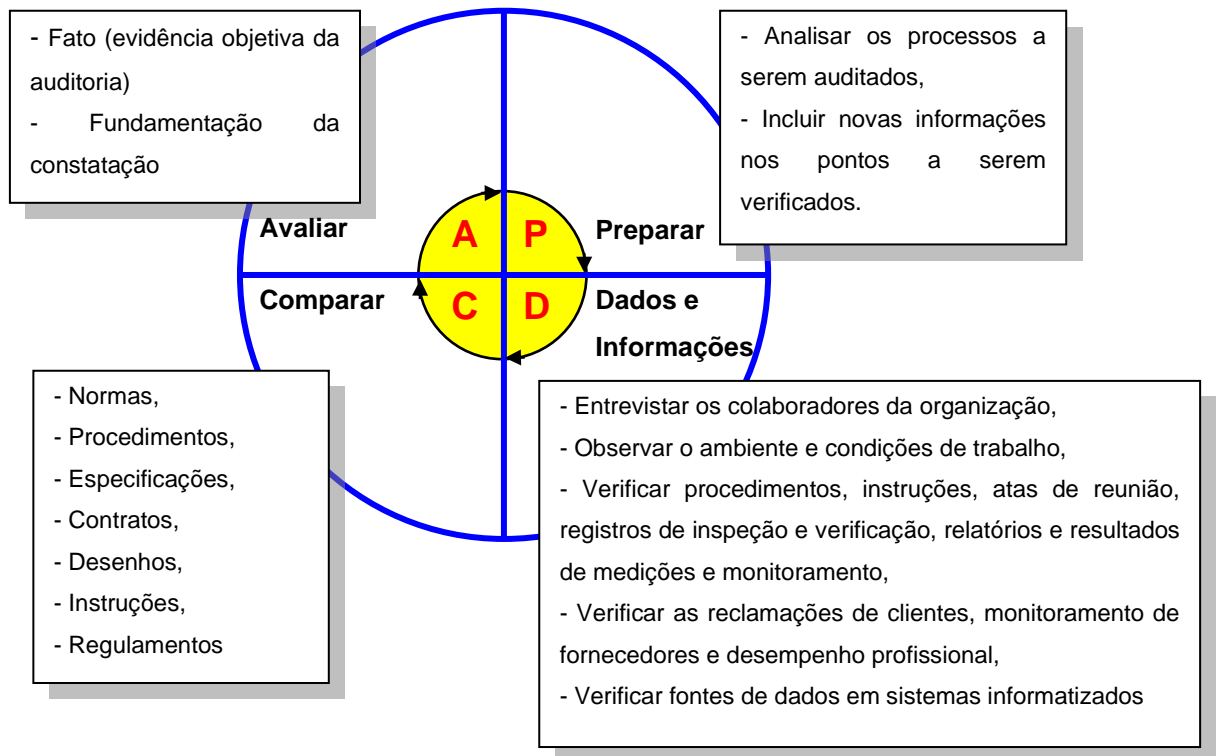 - Fato (evidência objetiva da
auditoria)
- Fundamentação da
constatação
- Analisar os processos a
serem auditados,
- Incluir novas informações
nos pontos a serem
verificados.
Avaliar
A
P
Preparar
Comparar
C
D
Dados e
Informações
- Normas,
- Procedimentos,
- Especificações,
- Contratos,
- Desenhos,
- Instruções,
- Regulamentos
- Entrevistar os colaboradores da organização,
- Observar o ambiente e condições de trabalho,
- Verificar procedimentos, instruções, atas de reunião,
registros de inspeção e verificação, relatórios e resultados
de medições e monitoramento,
- Verificar as reclamações de clientes, monitoramento de
fornecedores e desempenho profissional,
- Verificar fontes de dados em sistemas informatizados